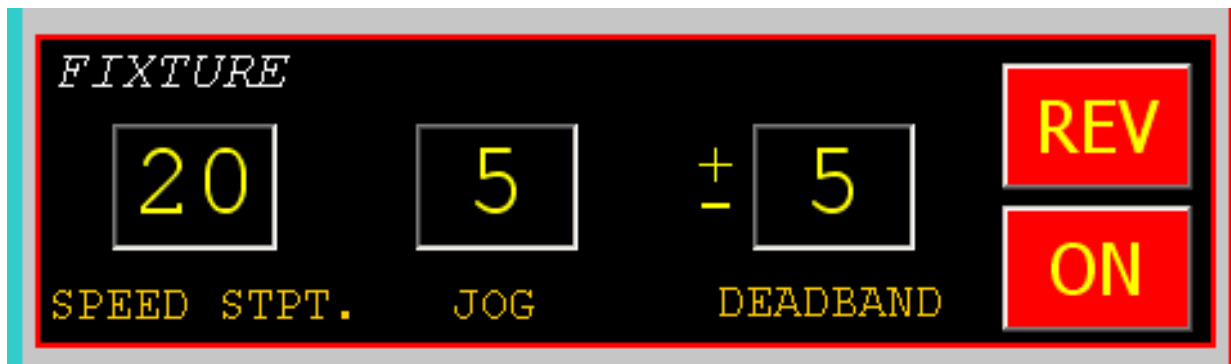 FIXTURE
20 5 +- 5
SPEED STPT. JOG DEADBAND
REV
ON